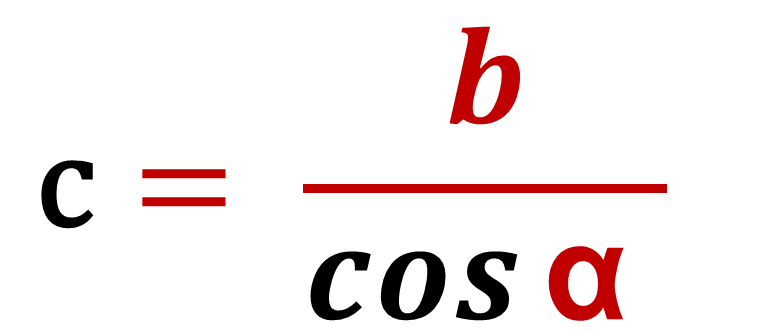 c = b
cos α